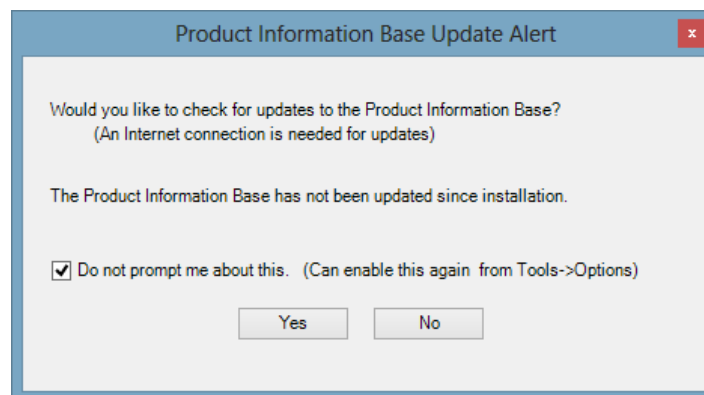 Product Information Base Update Alert
x
Would you like to check for updates to the Product Information Base?
(An Internet connection is needed for updates)
The Product Information Base has not been updated since installation.
Do not prompt me about this. (Can enable this again from Tools->Options)
Yes No